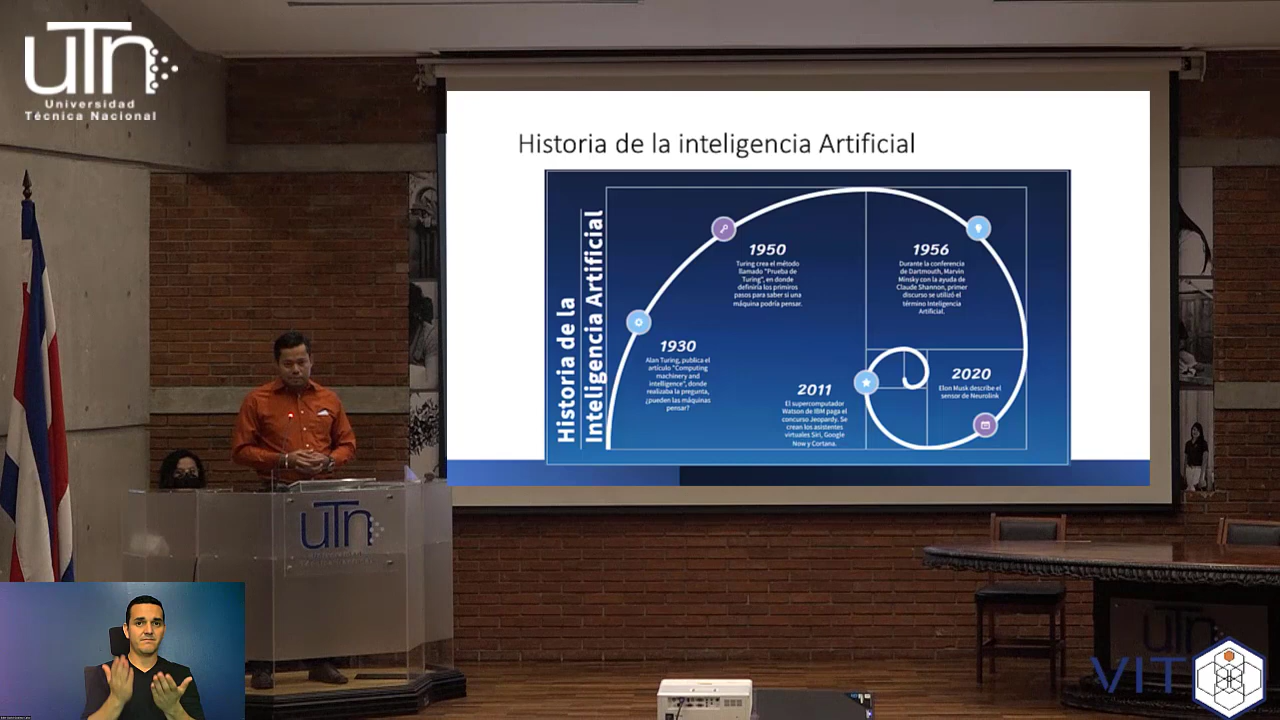 uTn
Universidad
Técnica Nacional
Historia de la inteligencia Artificial
Historia de la
Inteligencia Artificial
1950
Turing crea el método
llamado "Prueba de
Turing", en donde
definiría los primeros
pasos para saber si una
máquina podría pensar.
1956
Durante la conferencia
de Dartmouth, Marvin
Minsky con la ayuda de
Claude Shannon, primer
discurso se utilizó el
término Inteligencia
Artificial.
1930
Alan Turing, publica el
artículo "Computing
machinery and
intelligence", donde
realizaba la pregunta,
¿pueden las máquinas
pensar?
2011
El supercomputador
Watson de IBM paga el
concurso Jeopardy. Se
crean los asistentes
virtuales Siri, Google
Now y Cortana.
2020
Elon Musk describe el
sensor de Neurolink
uTn
uTn
VIT